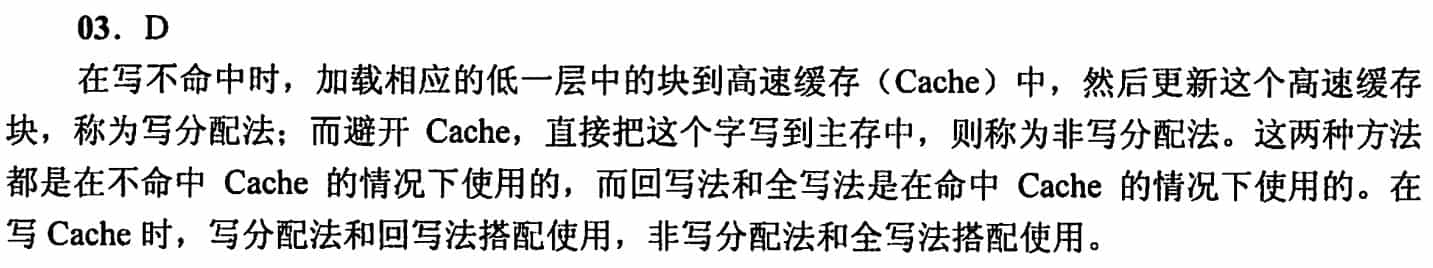 03．D
在写不命中时，加载相应的低一层中的块到高速缓存（Cache）中，然后更新这个高速缓存
块，称为写分配法；而避开 Cache，直接把这个字写到主存中，则称为非写分配法。这两种方法
都是在不命中 Cache 的情况下使用的，而回写法和全写法是在命中 Cache 的情况下使用的。在
写 Cache 时，写分配法和回写法搭配使用，非写分配法和全写法搭配使用。